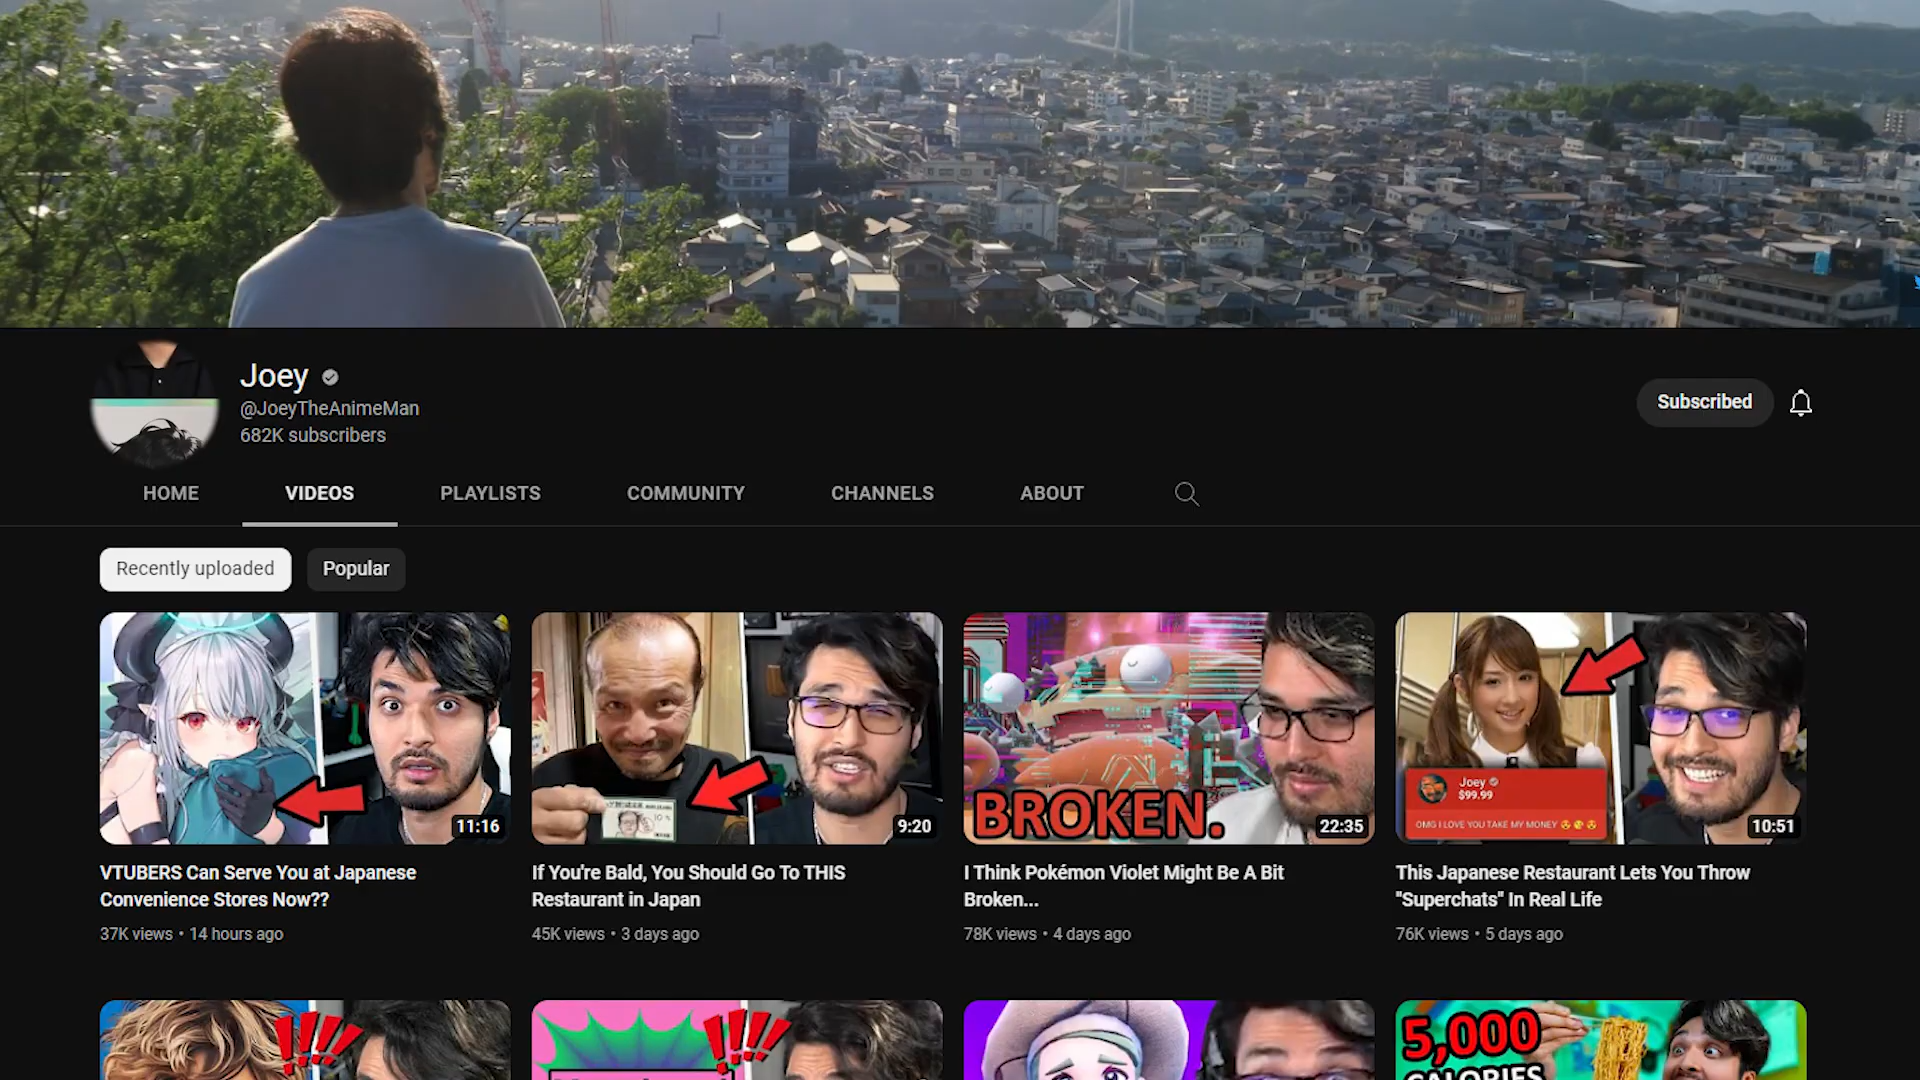 Joey
@JoeyTheAnimeMan
682K subscribers
Subscribed
HOME
VIDEOS
PLAYLISTS
COMMUNITY
CHANNELS
ABOUT
Recently uploaded
Popular
11:16
9:20
BROKEN.
22:35
Joey
$99.99
OMG I LOVE YOU TAKE MY MONEY
10:51
VTUBERS Can Serve You at Japanese
Convenience Stores Now??
37K views • 14 hours ago
If You're Bald, You Should Go To THIS
Restaurant in Japan
45K views • 3 days ago
I Think Pokémon Violet Might Be A Bit
Broken...
78K views • 4 days ago
This Japanese Restaurant Lets You Throw
"Superchats" In Real Life
76K views • 5 days ago
!!!
!!!
5,000
CALORIES